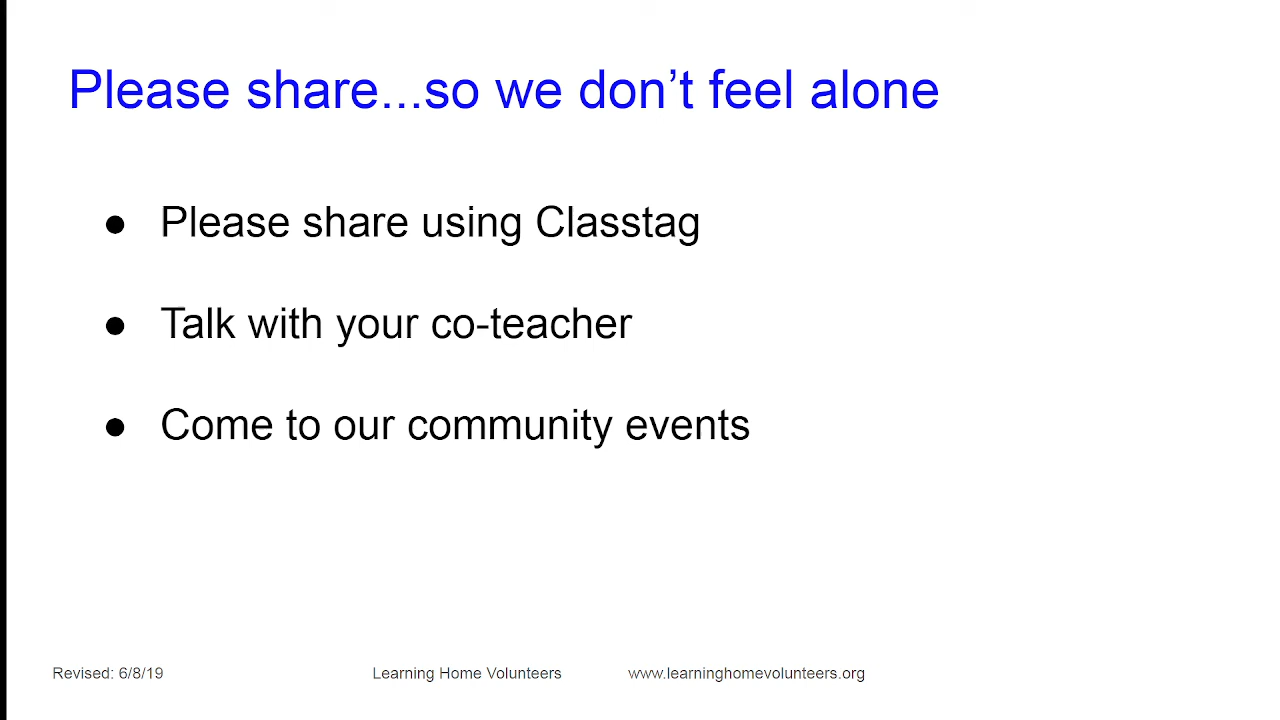 Please share...so we don’t feel alone
● Please share using Classtag
● Talk with your co-teacher
● Come to our community events
Revised: 6/8/19 Learning Home Volunteers www.learninghomevolunteers.org